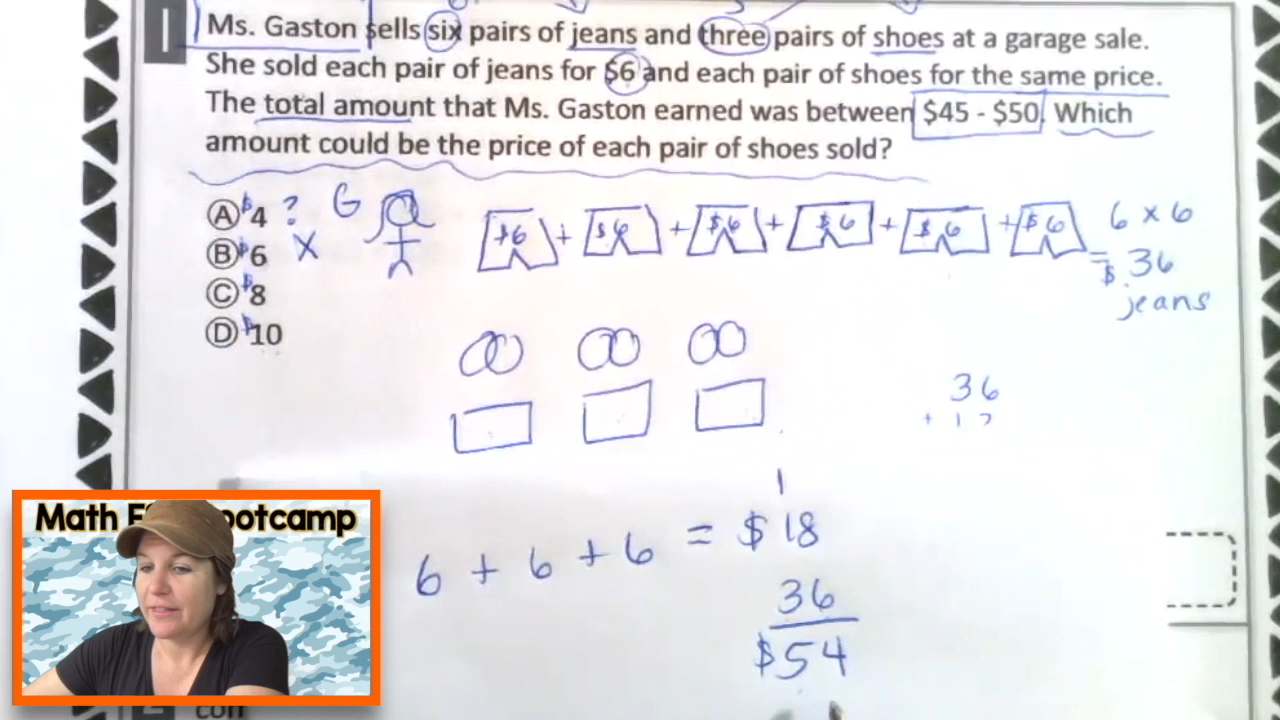 1
Ms. Gaston sells six pairs of jeans and three pairs of shoes at a garage sale.
She sold each pair of jeans for $6 and each pair of shoes for the same price.
The total amount that Ms. Gaston earned was between $45 - $50. Which
amount could be the price of each pair of shoes sold?
A $4 ? G
B $6 X
C $8
D $10
$6 + $6 + $6 + $6 + $6 + $6
6 x 6
= $36
jeans
36
+ 12
1
6 + 6 + 6 = $18
36
$54
Math
ootcamp